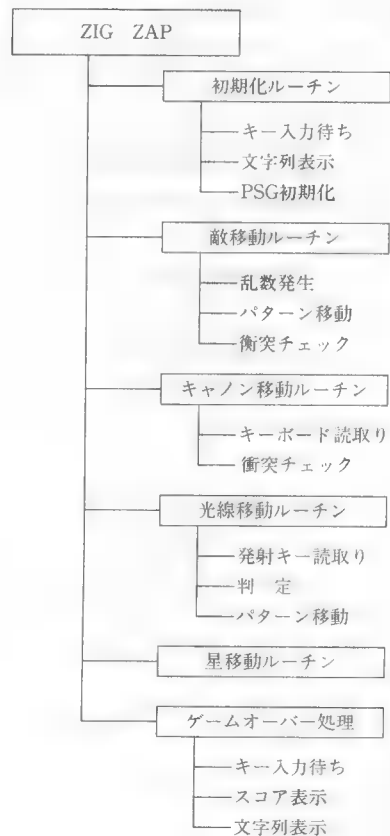 ZIG ZAP
初期化ルーチン
キー入力待ち
文字列表示
PSG初期化
敵移動ルーチン
乱数発生
パターン移動
衝突チェック
キャノン移動ルーチン
キーボード読取り
衝突チェック
光線移動ルーチン
発射キー読取り
判 定
パターン移動
星移動ルーチン
ゲームオーバー処理
キー入力待ち
スコア表示
文字列表示